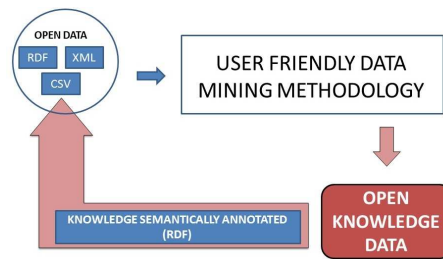 OPEN DATA
RDF XML
CSV
USER FRIENDLY DATA
MINING METHODOLOGY
OPEN
KNOWLEDGE
DATA
KNOWLEDGE SEMANTICALLY ANNOTATED
(RDF)